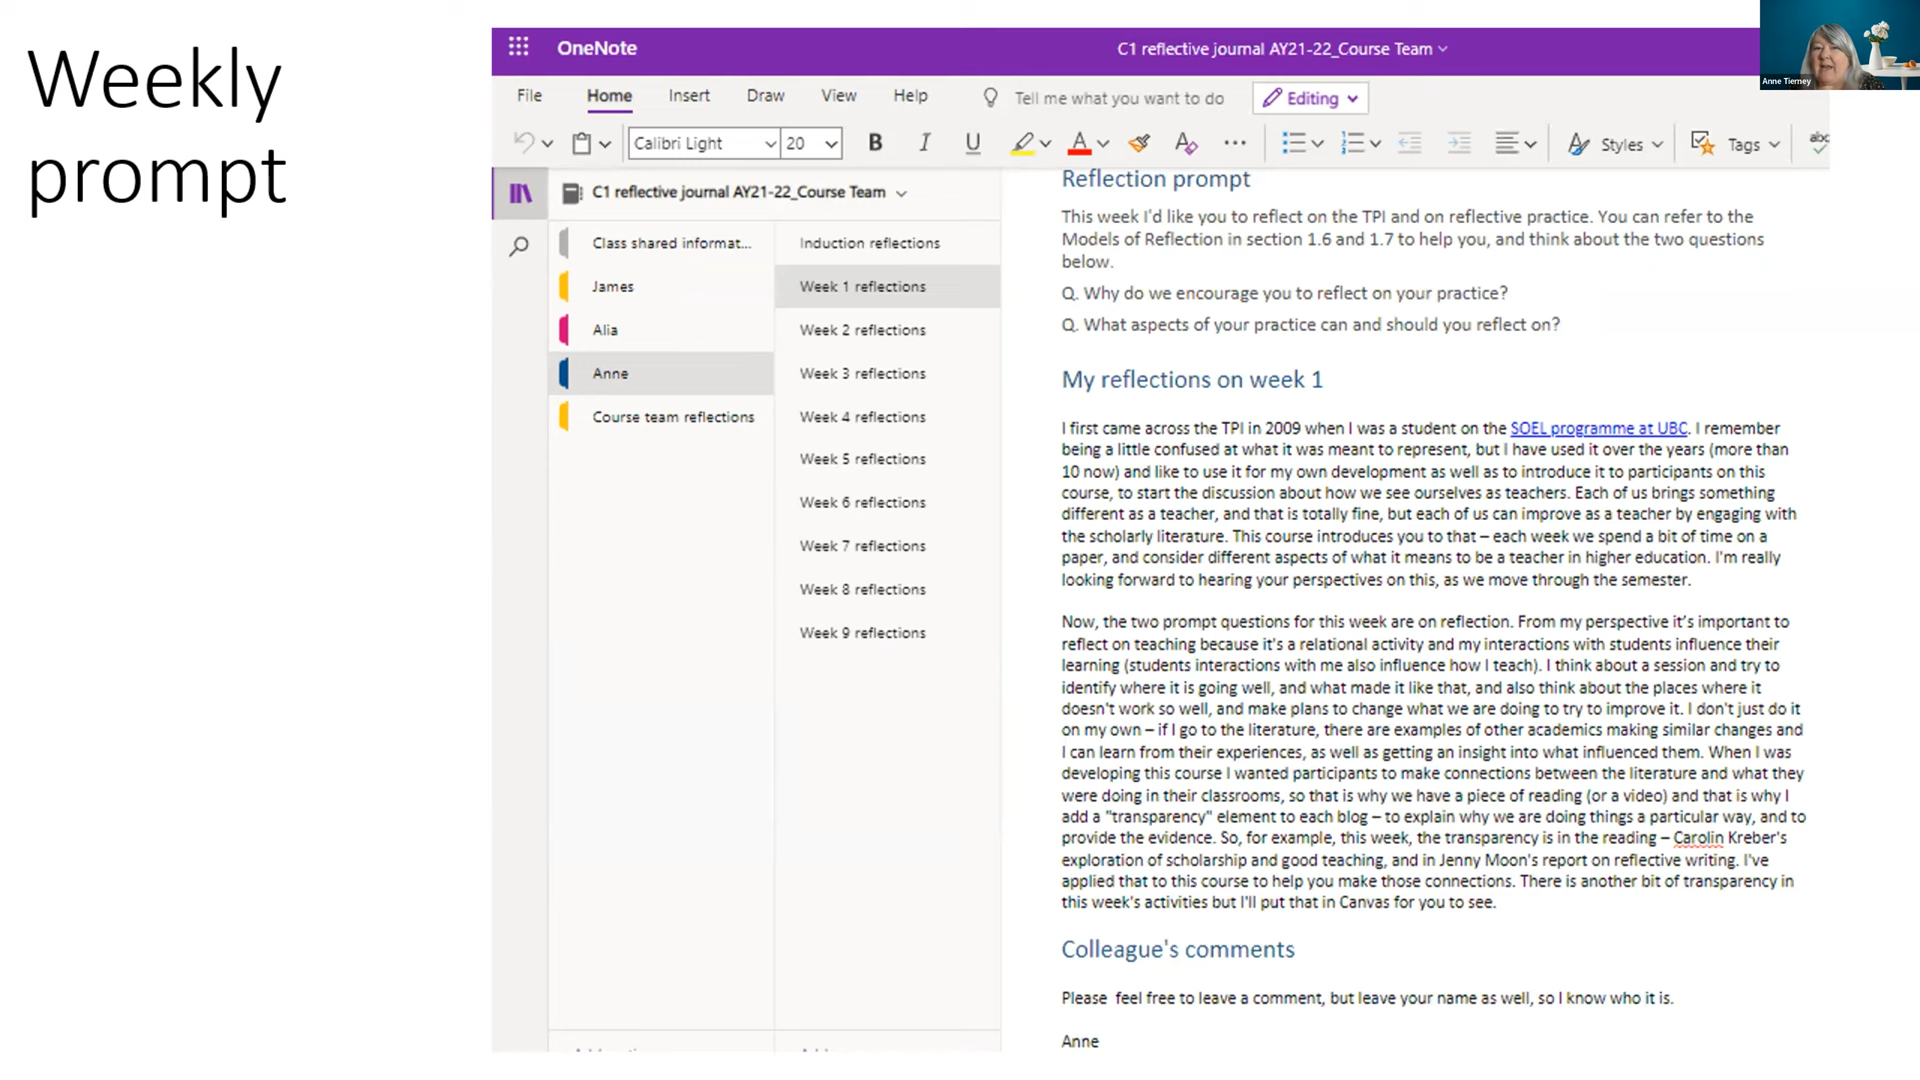 Weekly
prompt
OneNote
C1 reflective journal AY21-22_Course Team
Anne Tierney
File
Home
Insert
Draw
View
Help
Tell me what you want to do
Editing
Calibri Light
20
B
I
U
A
A
Styles
Tags
abc
C1 reflective journal AY21-22_Course Team
Class shared informat...
James
Alia
Anne
Course team reflections
Induction reflections
Week 1 reflections
Week 2 reflections
Week 3 reflections
Week 4 reflections
Week 5 reflections
Week 6 reflections
Week 7 reflections
Week 8 reflections
Week 9 reflections
Reflection prompt
This week I'd like you to reflect on the TPI and on reflective practice. You can refer to the
Models of Reflection in section 1.6 and 1.7 to help you, and think about the two questions
below.
Q. Why do we encourage you to reflect on your practice?
Q. What aspects of your practice can and should you reflect on?
My reflections on week 1
I first came across the TPI in 2009 when I was a student on the SOEL programme at UBC. I remember
being a little confused at what it was meant to represent, but I have used it over the years (more than
10 now) and like to use it for my own development as well as to introduce it to participants on this
course, to start the discussion about how we see ourselves as teachers. Each of us brings something
different as a teacher, and that is totally fine, but each of us can improve as a teacher by engaging with
the scholarly literature. This course introduces you to that – each week we spend a bit of time on a
paper, and consider different aspects of what it means to be a teacher in higher education. I'm really
looking forward to hearing your perspectives on this, as we move through the semester.
Now, the two prompt questions for this week are on reflection. From my perspective it's important to
reflect on teaching because it's a relational activity and my interactions with students influence their
learning (students interactions with me also influence how I teach). I think about a session and try to
identify where it is going well, and what made it like that, and also think about the places where it
doesn't work so well, and make plans to change what we are doing to try to improve it. I don't just do it
on my own – if I go to the literature, there are examples of other academics making similar changes and
I can learn from their experiences, as well as getting an insight into what influenced them. When I was
developing this course I wanted participants to make connections between the literature and what they
were doing in their classrooms, so that is why we have a piece of reading (or a video) and that is why I
add a "transparency" element to each blog – to explain why we are doing things a particular way, and to
provide the evidence. So, for example, this week, the transparency is in the reading – Carolin Kreber's
exploration of scholarship and good teaching, and in Jenny Moon's report on reflective writing. I've
applied that to this course to help you make those connections. There is another bit of transparency in
this week's activities but I'll put that in Canvas for you to see.
Colleague's comments
Please  feel free to leave a comment, but leave your name as well, so I know who it is.
Anne